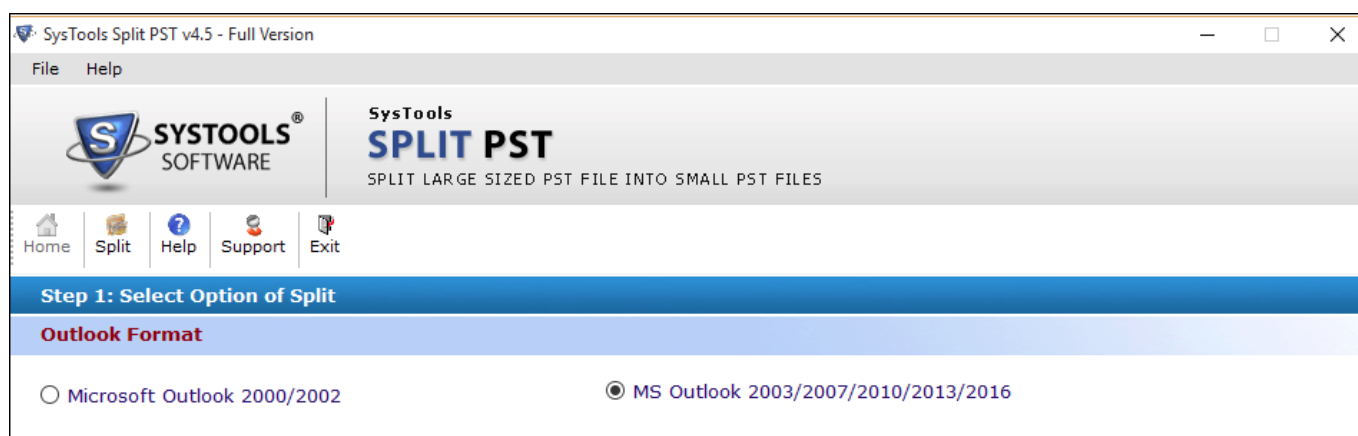 SysTools Split PST v4.5 - Full Version
File Help
S SYSTOOLS®
SOFTWARE
SysTools
SPLIT PST
SPLIT LARGE SIZED PST FILE INTO SMALL PST FILES
Home Split Help Support Exit
Step 1: Select Option of Split
Outlook Format
Microsoft Outlook 2000/2002 MS Outlook 2003/2007/2010/2013/2016